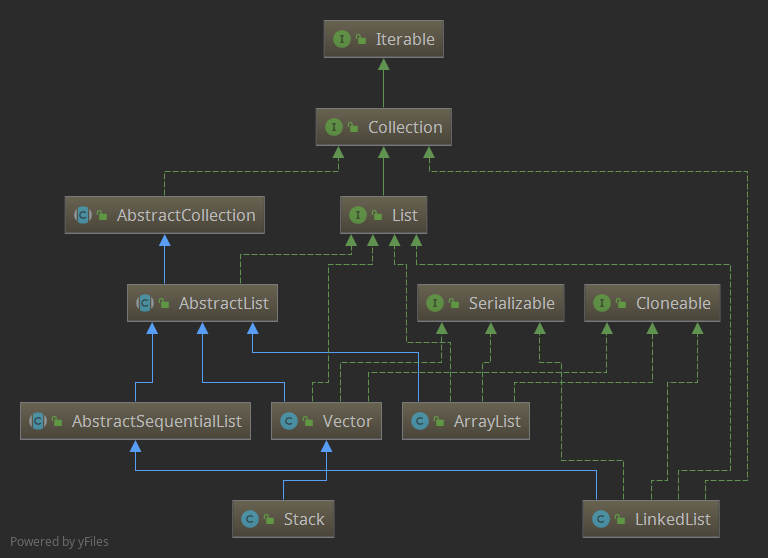 I Iterable
I Collection
C AbstractCollection
I List
C AbstractList
I Serializable
I Cloneable
C AbstractSequentialList
C Vector
C ArrayList
C Stack
C LinkedList
Powered by yFiles